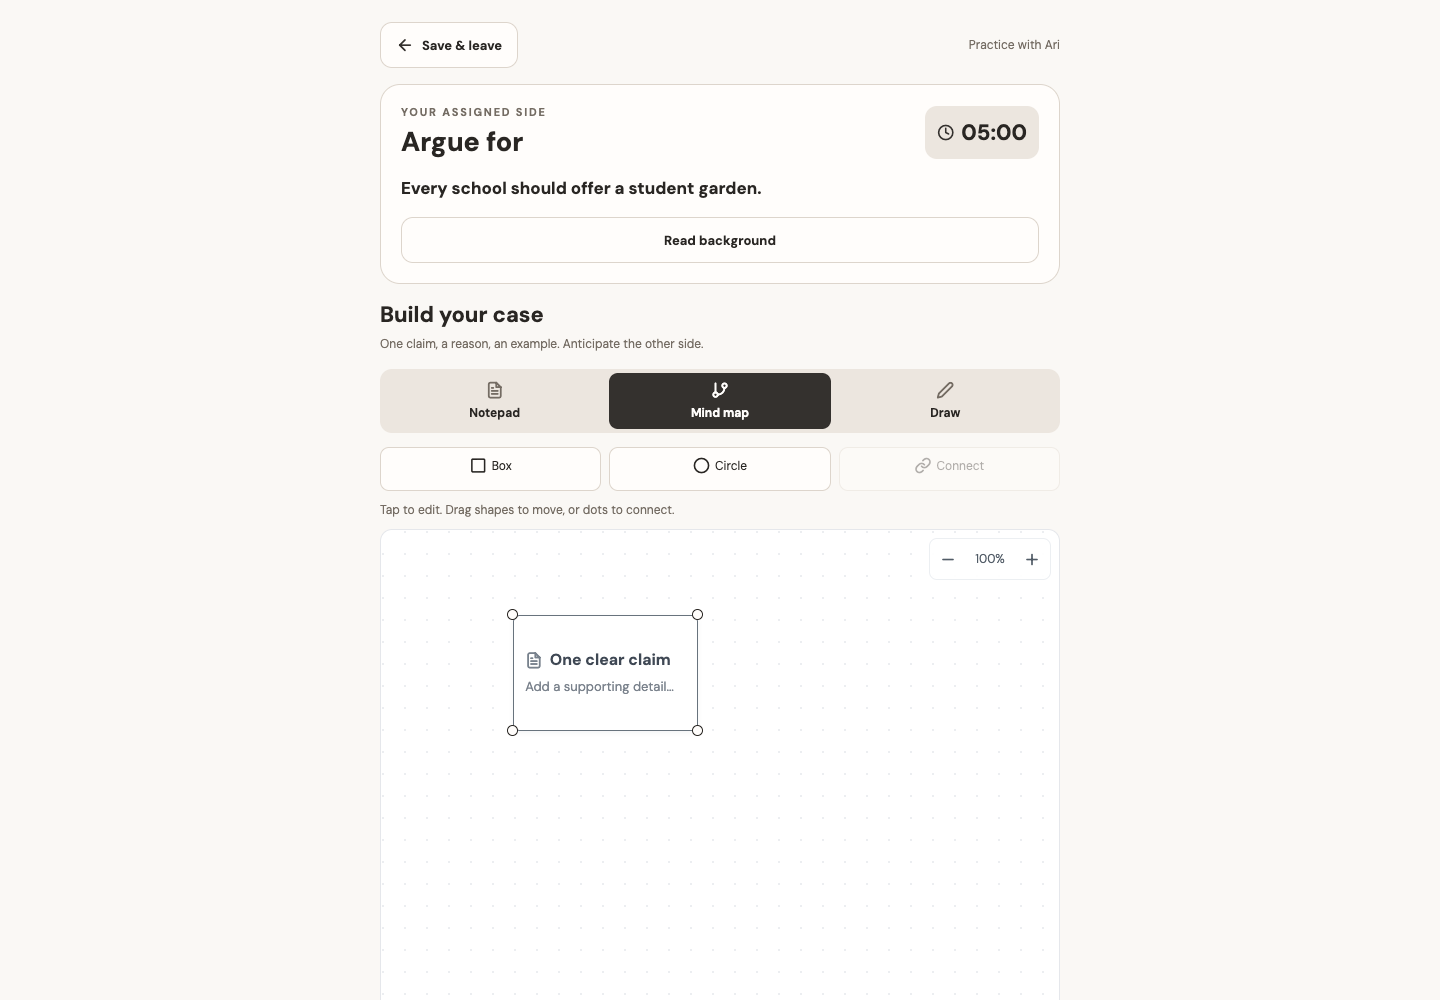 Save & leave
Practice with Ari
YOUR ASSIGNED SIDE
Argue for
05:00
Every school should offer a student garden.
Read background
Build your case
One claim, a reason, an example. Anticipate the other side.
Notepad
Mind map
Draw
Box
Circle
Connect
Tap to edit. Drag shapes to move, or dots to connect.
100%
One clear claim
Add a supporting detail...